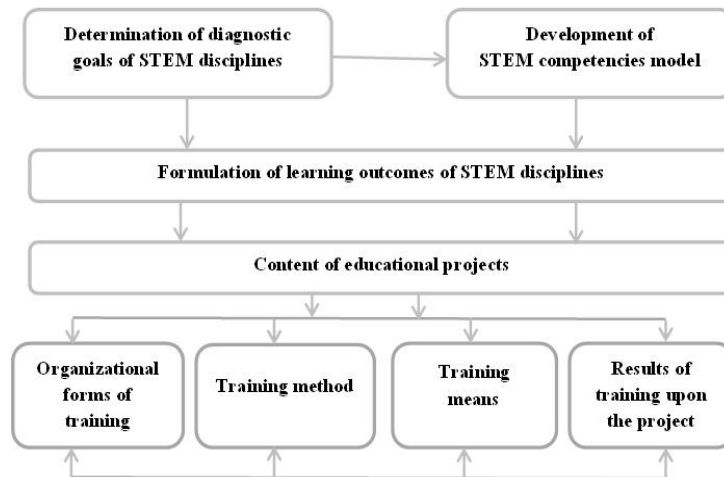 Determination of diagnostic
goals of STEM disciplines
Development of
STEM competencies model
Formulation of learning outcomes of STEM disciplines
Content of educational projects
Organizational
forms of
training
Training method
Training
means
Results of
training upon
the project